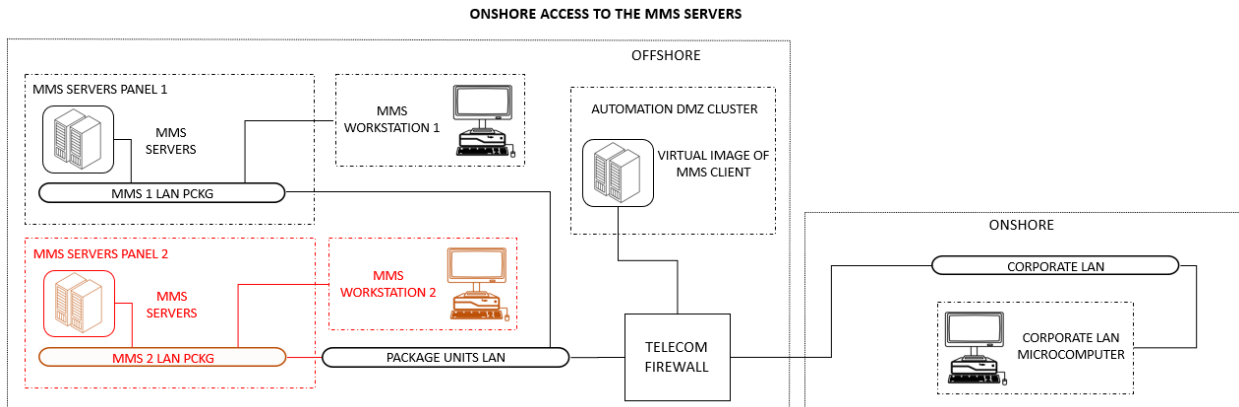 ONSHORE ACCESS TO THE MMS SERVERS
OFFSHORE
MMS SERVERS PANEL 1
MMS
SERVERS
MMS 1 LAN PCKG
MMS
WORKSTATION 1
AUTOMATION DMZ CLUSTER
VIRTUAL IMAGE OF
MMS CLIENT
MMS SERVERS PANEL 2
MMS
SERVERS
MMS 2 LAN PCKG
MMS
WORKSTATION 2
PACKAGE UNITS LAN
TELECOM
FIREWALL
ONSHORE
CORPORATE LAN
CORPORATE LAN
MICROCOMPUTER